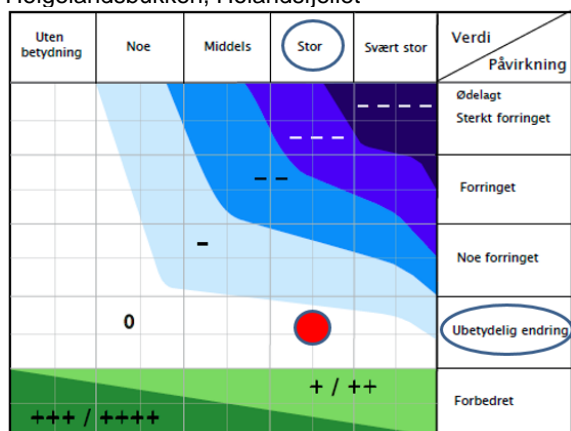 Helgelandsbukken, Hølandsfjellet
Uten
betydning
Noe
Middels
Stor
Svært stor
Verdi
Påvirkning
Ødelagt
Sterkt forringet
– – – –
– – –
– –
Forringet
–
Noe forringet
0
Ubetydelig endring
+ / ++
Forbedret
+++ / ++++